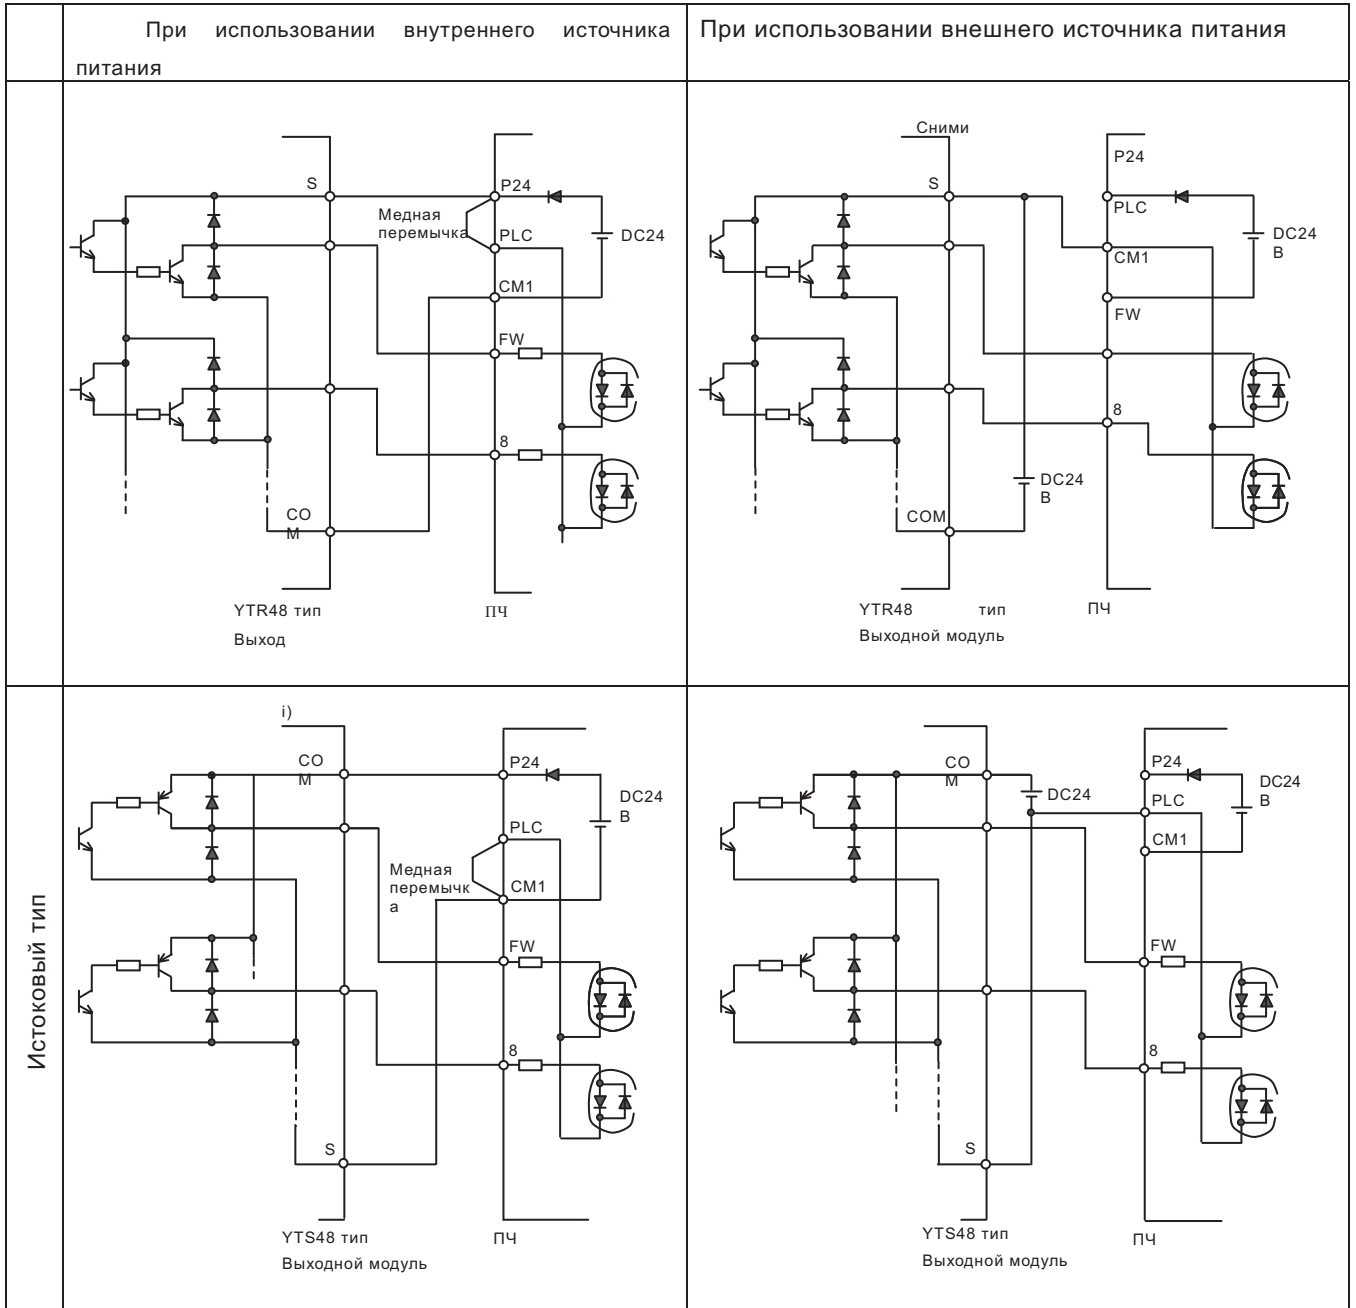 При использовании внутреннего источника
питания
При использовании внешнего источника питания
S
P24
Медная
перемычка
PLC
DC24
CM1
FW
8
CO
M
YTR48 тип
Выход
ПЧ
Сними
P24
S
PLC
DC24
B
CM1
FW
8
DC24
B
COM
YTR48 тип
Выходной модуль
ПЧ
Истоковый тип
i)
CO
M
P24
DC24
B
PLC
Медная
перемычк
а
CM1
FW
8
S
YTS48 тип
Выходной модуль
ПЧ
CO
M
P24
DC24
DC24
B
PLC
CM1
FW
8
S
YTS48 тип
Выходной модуль
ПЧ